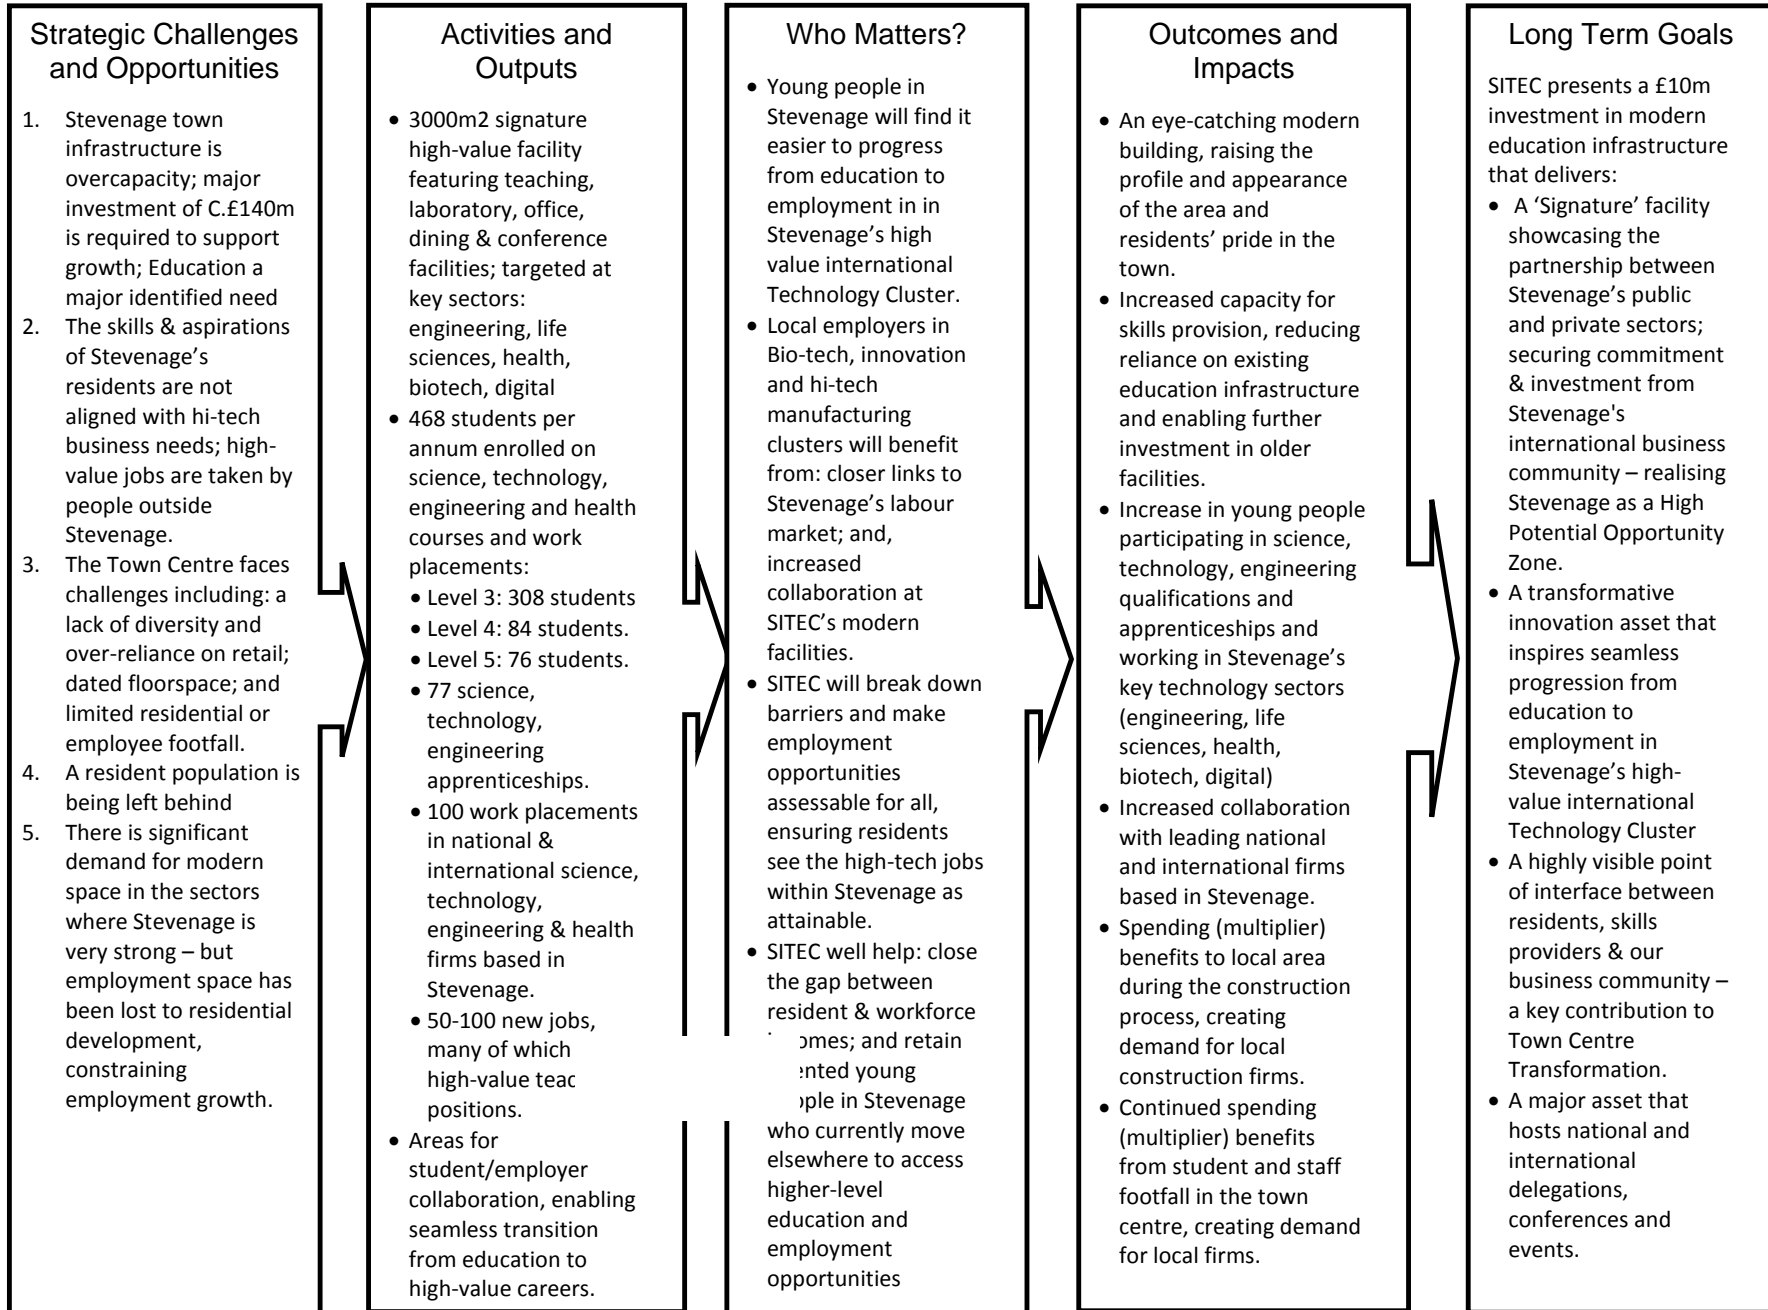 Strategic Challenges
and Opportunities
1. Stevenage town
infrastructure is
overcapacity; major
investment of C.£140m
is required to support
growth; Education a
major identified need
2. The skills & aspirations
of Stevenage's
residents are not
aligned with hi-tech
business needs; high-
value jobs are taken by
people outside
Stevenage.
3. The Town Centre faces
challenges including: a
lack of diversity and
over-reliance on retail;
dated floorspace; and
limited residential or
employee footfall.
4. A resident population is
being left behind
5. There is significant
demand for modern
space in the sectors
where Stevenage is
very strong – but
employment space has
been lost to residential
development,
constraining
employment growth.
Activities and
Outputs
• 3000m2 signature
high-value facility
featuring teaching,
laboratory, office,
dining & conference
facilities; targeted at
key sectors:
engineering, life
sciences, health,
biotech, digital
• 468 students per
annum enrolled on
science, technology,
engineering and health
courses and work
placements:
• Level 3: 308 students
• Level 4: 84 students.
• Level 5: 76 students.
• 77 science,
technology,
engineering
apprenticeships.
• 100 work placements
in national &
international science,
technology,
engineering & health
firms based in
Stevenage.
• 50-100 new jobs,
many of which
high-value
positions.
• Areas for
student/employer
collaboration, enabling
seamless transition
from education to
high-value careers.
Who Matters?
• Young people in
Stevenage will find it
easier to progress
from education to
employment in in
Stevenage's high
value international
Technology Cluster.
• Local employers in
Bio-tech, innovation
and hi-tech
manufacturing
clusters will benefit
from: closer links to
Stevenage's labour
market; and,
increased
collaboration at
SITEC's modern
facilities.
• SITEC will break down
barriers and make
employment
opportunities
assessable for all,
ensuring residents
see the high-tech jobs
within Stevenage as
attainable.
• SITEC well help: close
the gap between
resident & workforce
and retain
young
in Stevenage
who currently move
elsewhere to access
higher-level
education and
employment
opportunities
Outcomes and
Impacts
• An eye-catching modern
building, raising the
profile and appearance
of the area and
residents' pride in the
town.
• Increased capacity for
skills provision, reducing
reliance on existing
education infrastructure
and enabling further
investment in older
facilities.
• Increase in young people
participating in science,
technology, engineering
qualifications and
apprenticeships and
working in Stevenage's
key technology sectors
(engineering, life
sciences, health,
biotech, digital)
• Increased collaboration
with leading national
and international firms
based in Stevenage.
• Spending (multiplier)
benefits to local area
during the construction
process, creating
demand for local
construction firms.
• Continued spending
(multiplier) benefits
from student and staff
footfall in the town
centre, creating demand
for local firms.
Long Term Goals
SITEC presents a £10m
investment in modern
education infrastructure
that delivers:
• A 'Signature' facility
showcasing the
partnership between
Stevenage's public
and private sectors;
securing commitment
& investment from
Stevenage's
international business
community – realising
Stevenage as a High
Potential Opportunity
Zone.
• A transformative
innovation asset that
inspires seamless
progression from
education to
employment in
Stevenage's high-
value international
Technology Cluster
• A highly visible point
of interface between
residents, skills
providers & our
business community –
a key contribution to
Town Centre
Transformation.
• A major asset that
hosts national and
international
delegations,
conferences and
events.